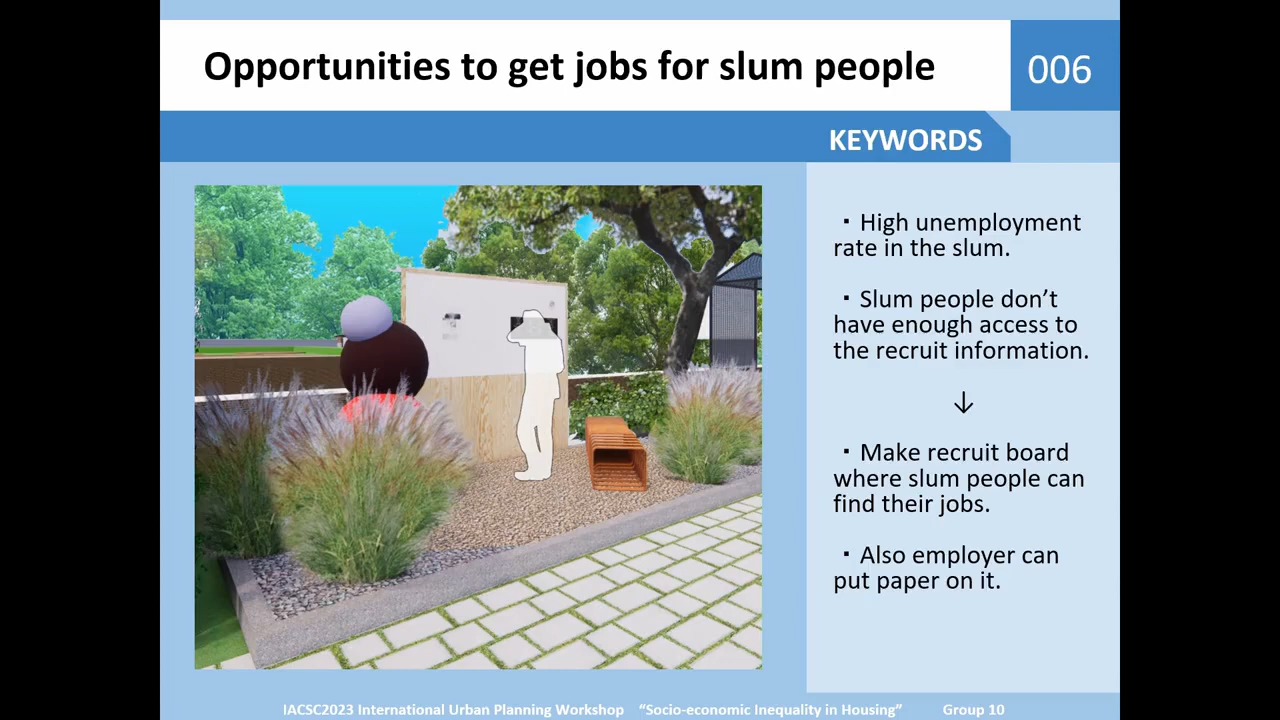 Opportunities to get jobs for slum people
006
KEYWORDS
・High unemployment
rate in the slum.
・Slum people don’t
have enough access to
the recruit information.
↓
・Make recruit board
where slum people can
find their jobs.
・Also employer can
put paper on it.
IACSC2023 International Urban Planning Workshop “Socio-economic Inequality in Housing” Group 10